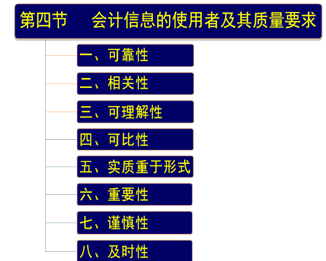 第四节 会计信息的使用者及其质量要求
一、可靠性
二、相关性
三、可理解性
四、可比性
五、实质重于形式
六、重要性
七、谨慎性
八、及时性